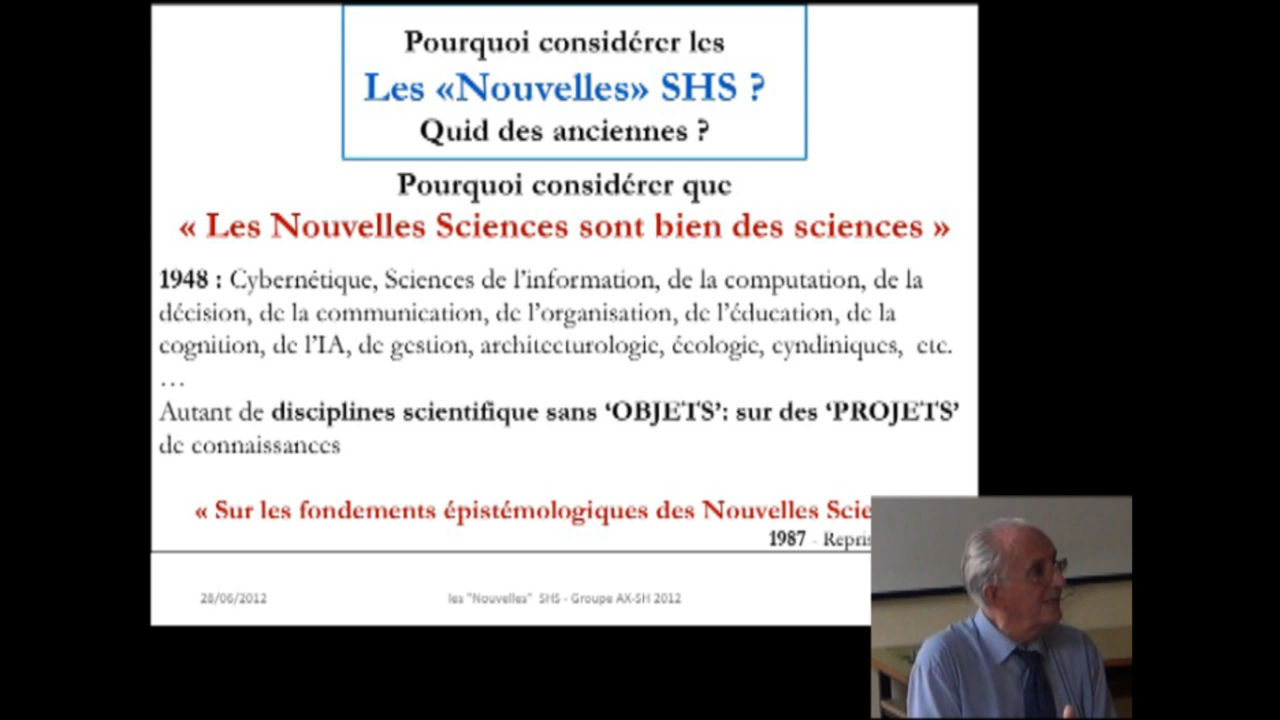 Pourquoi considérer les
Les «Nouvelles» SHS ?
Quid des anciennes ?
Pourquoi considérer que
« Les Nouvelles Sciences sont bien des sciences »
1948 : Cybernétique, Sciences de l’information, de la computation, de la
décision, de la communication, de l’organisation, de l’éducation, de la
cognition, de l’IA, de gestion, architecturologie, écologie, cyndiniques, etc.
…
Autant de disciplines scientifique sans ‘OBJETS’: sur des ‘PROJETS’
de connaissances
« Sur les fondements épistémologiques des Nouvelles Scie
1987 - Repris
28/06/2012
les "Nouvelles" SHS - Groupe AX-SH 2012